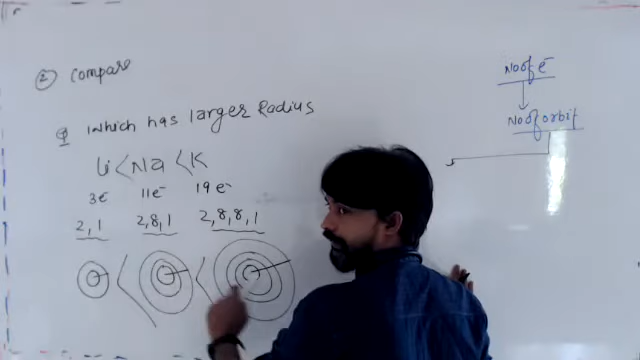 ② Compare
Q Which has larger Radius
Li < Na < K
3e⁻ 11e⁻ 19e⁻
2,1 2,8,1 2,8,8,1
< <
No of e⁻
↓
No of orbit